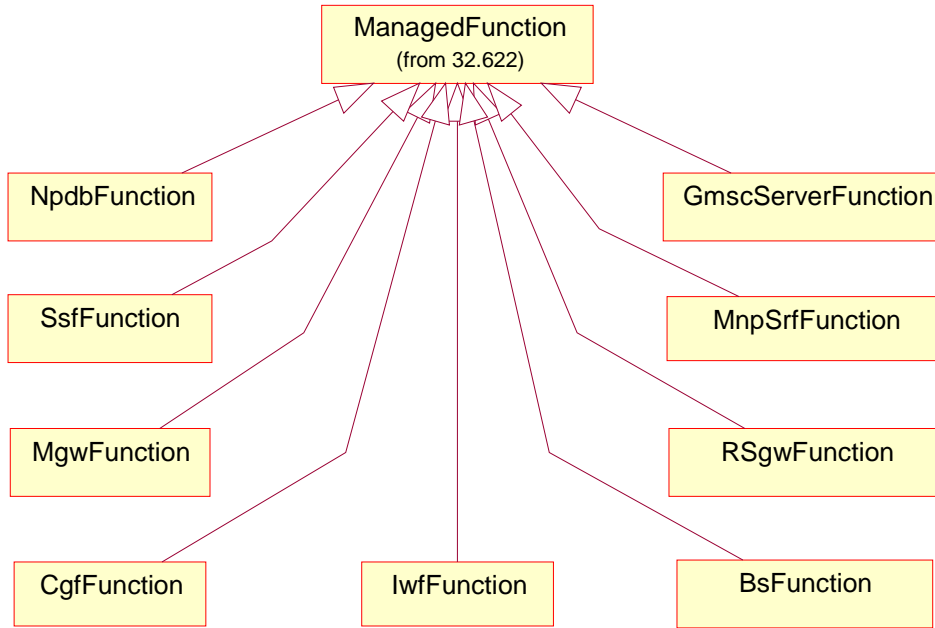 ManagedFunction
(from 32.622)
NpdbFunction
GmscServerFunction
SsfFunction
MnpSrfFunction
MgwFunction
RSgwFunction
CgfFunction
IwfFunction
BsFunction